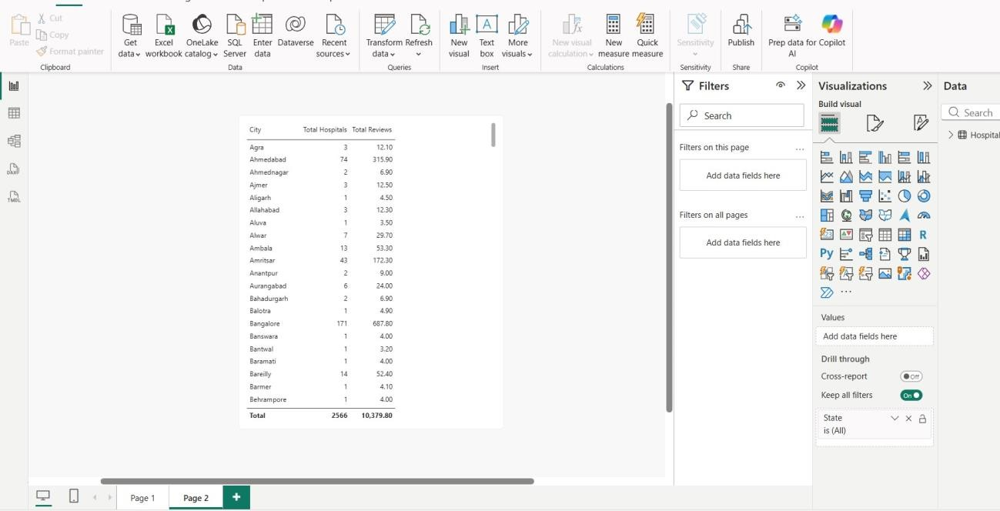 Cut
Copy
Format painter
Paste
Clipboard
Get data
Excel workbook
OneLake catalog
SQL Server
Enter data
Dataverse
Recent sources
Data
Transform data
Refresh
Queries
New visual
Text box
More visuals
Insert
New visual calculation
New measure
Quick measure
Calculations
Sensitivity
Sensitivity
Publish
Share
Prep data for AI
Copilot
Copilot
City Total Hospitals Total Reviews
Agra 3 12.10
Ahmedabad 74 315.90
Ahmednagar 2 6.90
Ajmer 3 12.50
Aligarh 1 4.50
Allahabad 3 12.30
Aluva 1 3.50
Alwar 7 29.70
Ambala 13 53.30
Amritsar 43 172.30
Anantpur 2 9.00
Aurangabad 6 24.00
Bahadurgarh 2 6.90
Balotra 1 4.90
Bangalore 171 687.80
Banswara 1 4.00
Bantwal 1 3.20
Baramati 1 4.00
Bareilly 14 52.40
Barmer 1 4.10
Behrampore 1 4.00
Total 2566 10,379.80
Filters
Search
Filters on this page
Add data fields here
Filters on all pages
Add data fields here
Visualizations
Build visual
R
Py
Values
Add data fields here
Drill through
Cross-report Off
Keep all filters On
State
is (All)
Data
Search
Hospital
DAX
TMDL
Page 1
Page 2